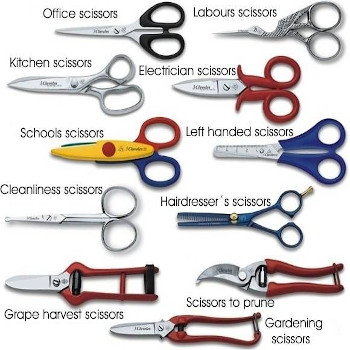 Office scissors
Labours scissors
Kitchen scissors
Electrician scissors
Schools scissors
Left handed scissors
Cleanliness scissors
Hairdresser´s scissors
Grape harvest scissors
Scissors to prune
Gardening
scissors